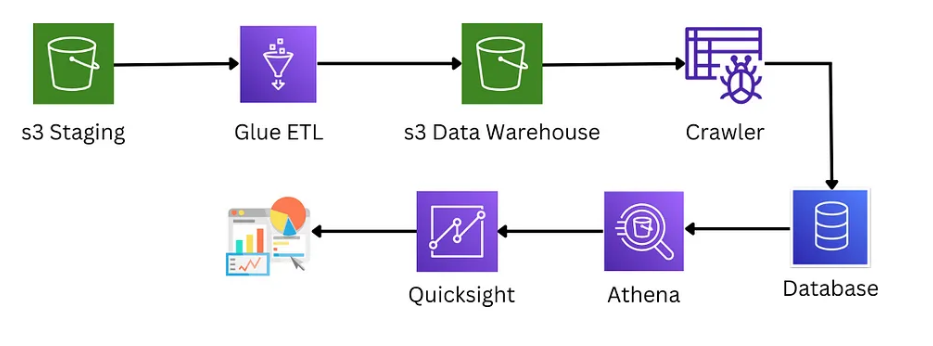 s3 Staging
Glue ETL
s3 Data Warehouse
Crawler
Quicksight
Athena
Database